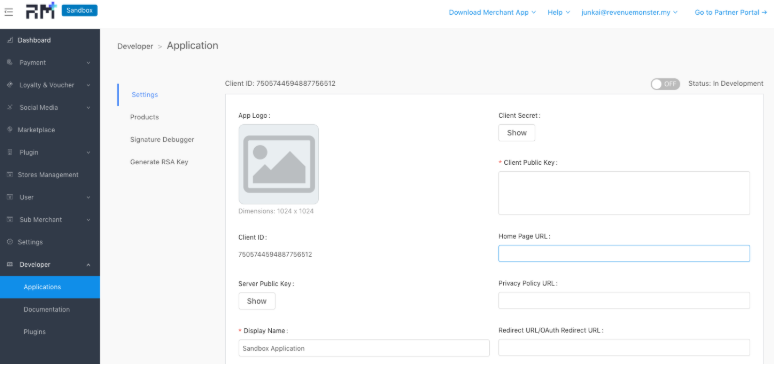 RM
Sandbox
Download Merchant App
Help
junkai@revenuemonster.my
Go to Partner Portal →
Dashboard
Payment
Loyalty & Voucher
Social Media
Marketplace
Plugin
Stores Management
User
Sub Merchant
Settings
Developer
Applications
Documentation
Plugins
Developer > Application
Settings
Products
Signature Debugger
Generate RSA Key
Client ID: 7505744594887756512
OFF
Status: In Development
App Logo :
Dimensions: 1024 x 1024
Client ID :
7505744594887756512
Server Public Key :
Show
* Display Name :
Sandbox Application
Client Secret :
Show
* Client Public Key :
Home Page URL :
Privacy Policy URL :
Redirect URL/OAuth Redirect URL :